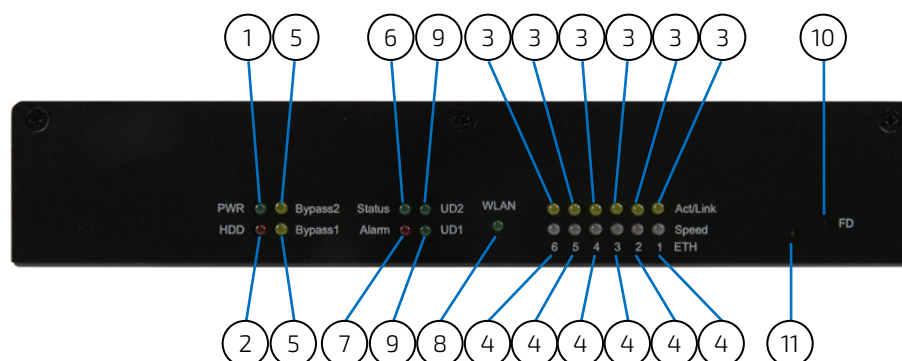 1 5 6 9 3 3 3 3 3 3 10
PWR Bypass2 Status UD2 WLAN Act/Link FD
HDD Bypass1 Alarm UD1 Speed
6 5 4 3 2 1 ETH
2 5 7 9 8 4 4 4 4 4 4 11